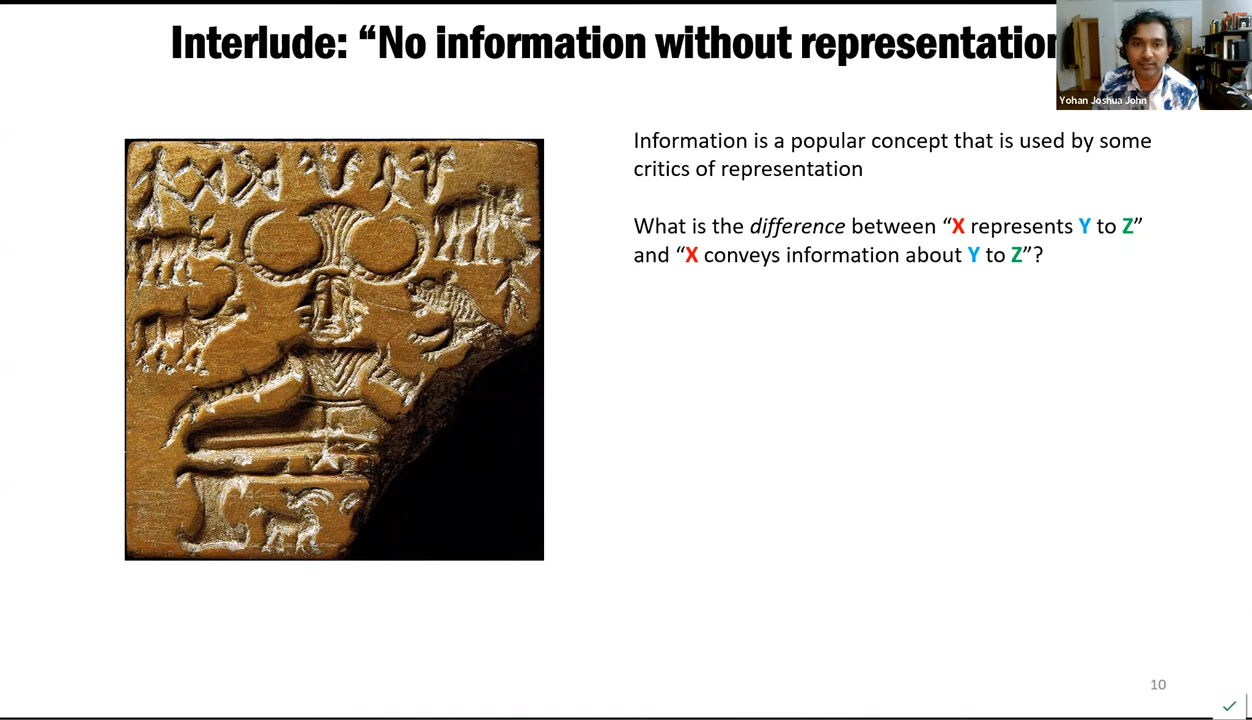 Interlude: “No information without representation
Yohan Joshua John
Information is a popular concept that is used by some
critics of representation
What is the difference between “X represents Y to Z”
and “X conveys information about Y to Z”?
10